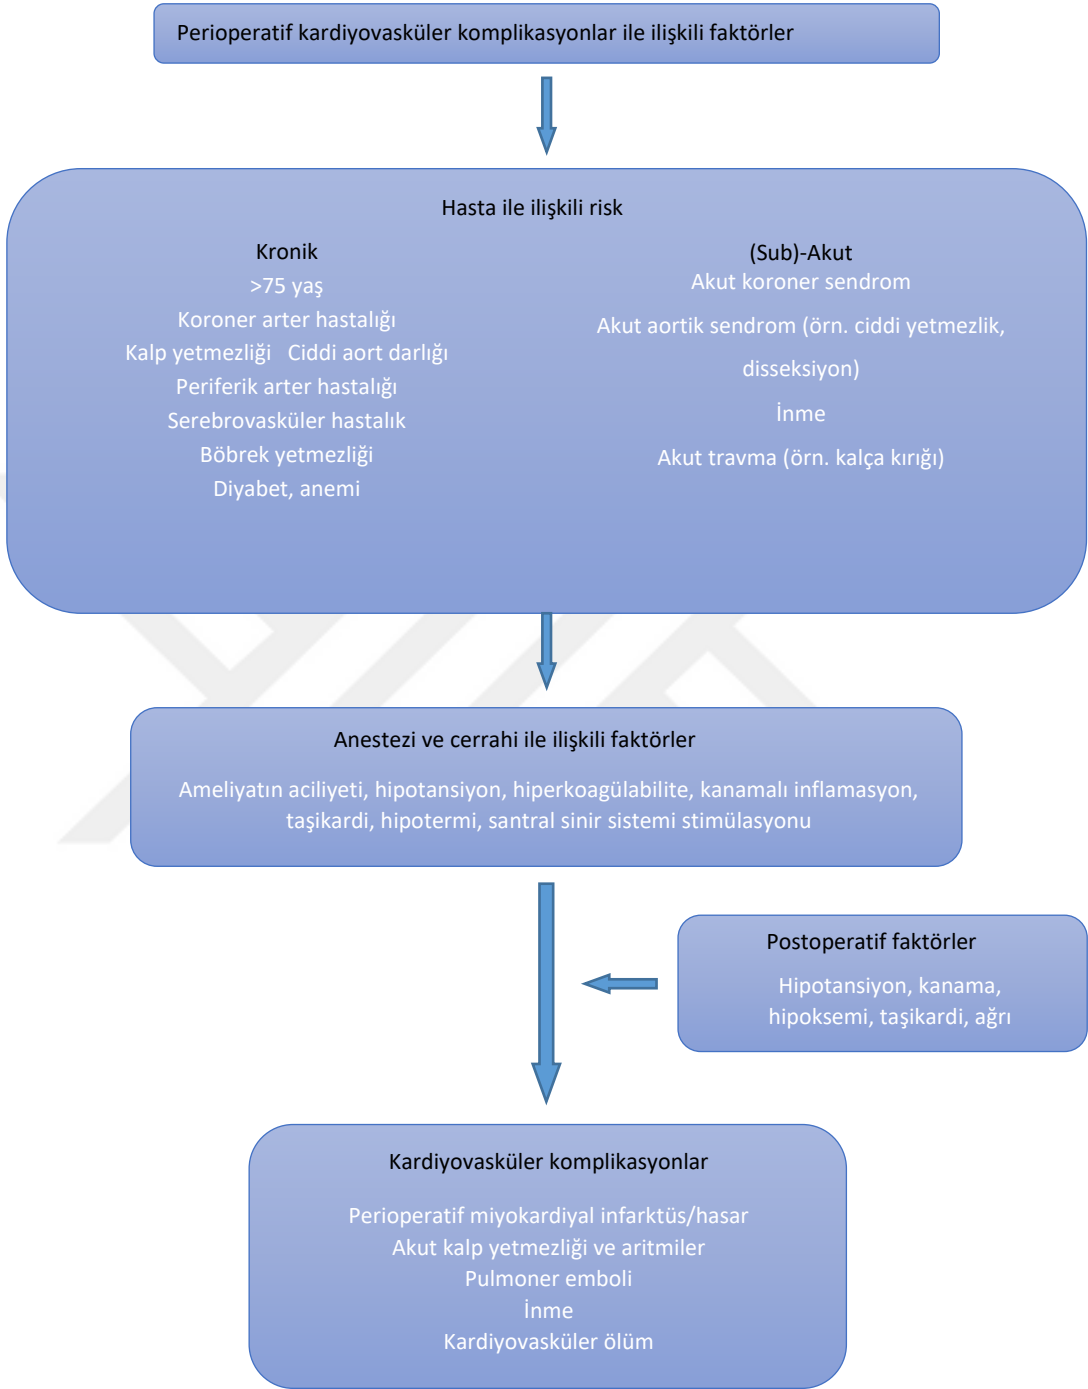 Perioperatif kardiyovasküler komplikasyonlar ile ilişkili faktörler
Hasta ile ilişkili risk
Kronik
>75 yaş
Koroner arter hastalığı
Kalp yetmezliği Ciddi aort darlığı
Periferik arter hastalığı
Serebrovasküler hastalık
Böbrek yetmezliği
Diyabet, anemi
(Sub)-Akut
Akut koroner sendrom
Akut aortik sendrom (örn. ciddi yetmezlik,
disseksiyon)
İnme
Akut travma (örn. kalça kırığı)
Anestezi ve cerrahi ile ilişkili faktörler
Ameliyatın aciliyeti, hipotansiyon, hiperkoagülabilite, kanamalı inflamasyon,
taşikardi, hipotermi, santral sinir sistemi stimülasyonu
Postoperatif faktörler
Hipotansiyon, kanama,
hipoksemi, taşikardi, ağrı
Kardiyovasküler komplikasyonlar
Perioperatif miyokardiyal infarktüs/hasar
Akut kalp yetmezliği ve aritmiler
Pulmoner emboli
İnme
Kardiyovasküler ölüm